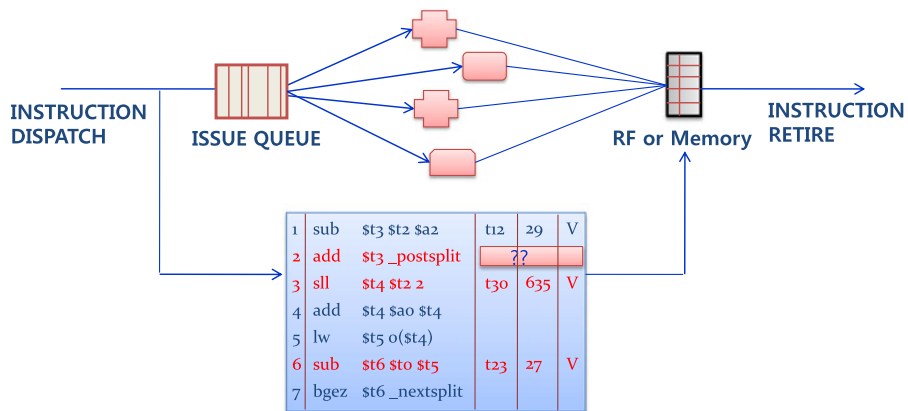 INSTRUCTION
DISPATCH
ISSUE QUEUE
RF or Memory
INSTRUCTION
RETIRE
1 sub $t3 $t2 $a2 t12 29 V
2 add $t3 _postsplit ??
3 sll $t4 $t2 2 t30 635 V
4 add $t4 $a0 $t4
5 lw $t5 0($t4)
6 sub $t6 $t0 $t5 t23 27 V
7 bgez $t6 _nextsplit